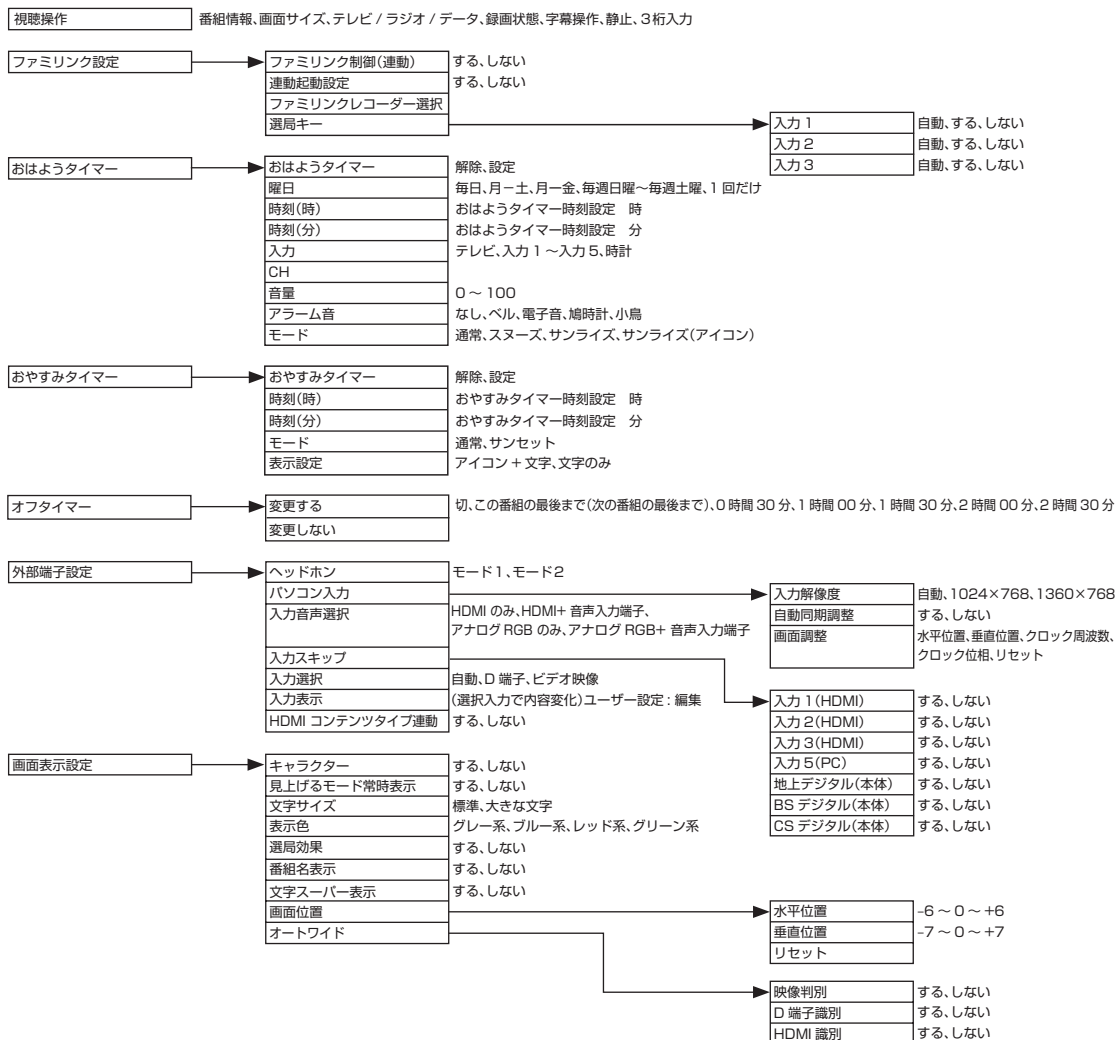 視聴操作 番組情報、画面サイズ、テレビ / ラジオ / データ、録画状態、字幕操作、静止、3桁入力
ファミリンク設定 ファミリンク制御(連動) する、しない
連動起動設定 する、しない
ファミリンクレコーダー選択
選局キー 入力 1 自動、する、しない
入力 2 自動、する、しない
入力 3 自動、する、しない
おはようタイマー おはようタイマー 解除、設定
曜日 毎日、月−土、月ー金、毎週日曜〜毎週土曜、1 回だけ
時刻(時) おはようタイマー時刻設定 時
時刻(分) おはようタイマー時刻設定 分
入力 テレビ、入力 1 〜入力 5、時計
CH
音量 0 〜 100
アラーム音 なし、ベル、電子音、鳩時計、小鳥
モード 通常、スヌーズ、サンライズ、サンライズ(アイコン)
おやすみタイマー おやすみタイマー 解除、設定
時刻(時) おやすみタイマー時刻設定 時
時刻(分) おやすみタイマー時刻設定 分
モード 通常、サンセット
表示設定 アイコン + 文字、文字のみ
オフタイマー 変更する 切、この番組の最後まで(次の番組の最後まで)、0 時間 30 分、1 時間 00 分、1 時間 30 分、2 時間 00 分、2 時間 30 分
変更しない
外部端子設定 ヘッドホン モード1、モード2
パソコン入力 入力解像度 自動、1024×768、1360×768
自動同期調整 する、しない
画面調整 水平位置、垂直位置、クロック周波数、
クロック位相、リセット
入力音声選択 HDMI のみ、HDMI+ 音声入力端子、
アナログ RGB のみ、アナログ RGB+ 音声入力端子
入力スキップ 入力 1(HDMI) する、しない
入力 2(HDMI) する、しない
入力 3(HDMI) する、しない
入力 5(PC) する、しない
地上デジタル(本体) する、しない
BS デジタル(本体) する、しない
CS デジタル(本体) する、しない
入力選択 自動、D 端子、ビデオ映像
入力表示 (選択入力で内容変化)ユーザー設定 : 編集
HDMI コンテンツタイプ連動 する、しない
画面表示設定 キャラクター する、しない
見上げるモード常時表示 する、しない
文字サイズ 標準、大きな文字
表示色 グレー系、ブルー系、レッド系、グリーン系
選局効果 する、しない
番組名表示 する、しない
文字スーパー表示 する、しない
画面位置 水平位置 –6 〜 0 〜 +6
垂直位置 –7 〜 0 〜 +7
リセット
オートワイド 映像判別 する、しない
D 端子識別 する、しない
HDMI 識別 する、しない